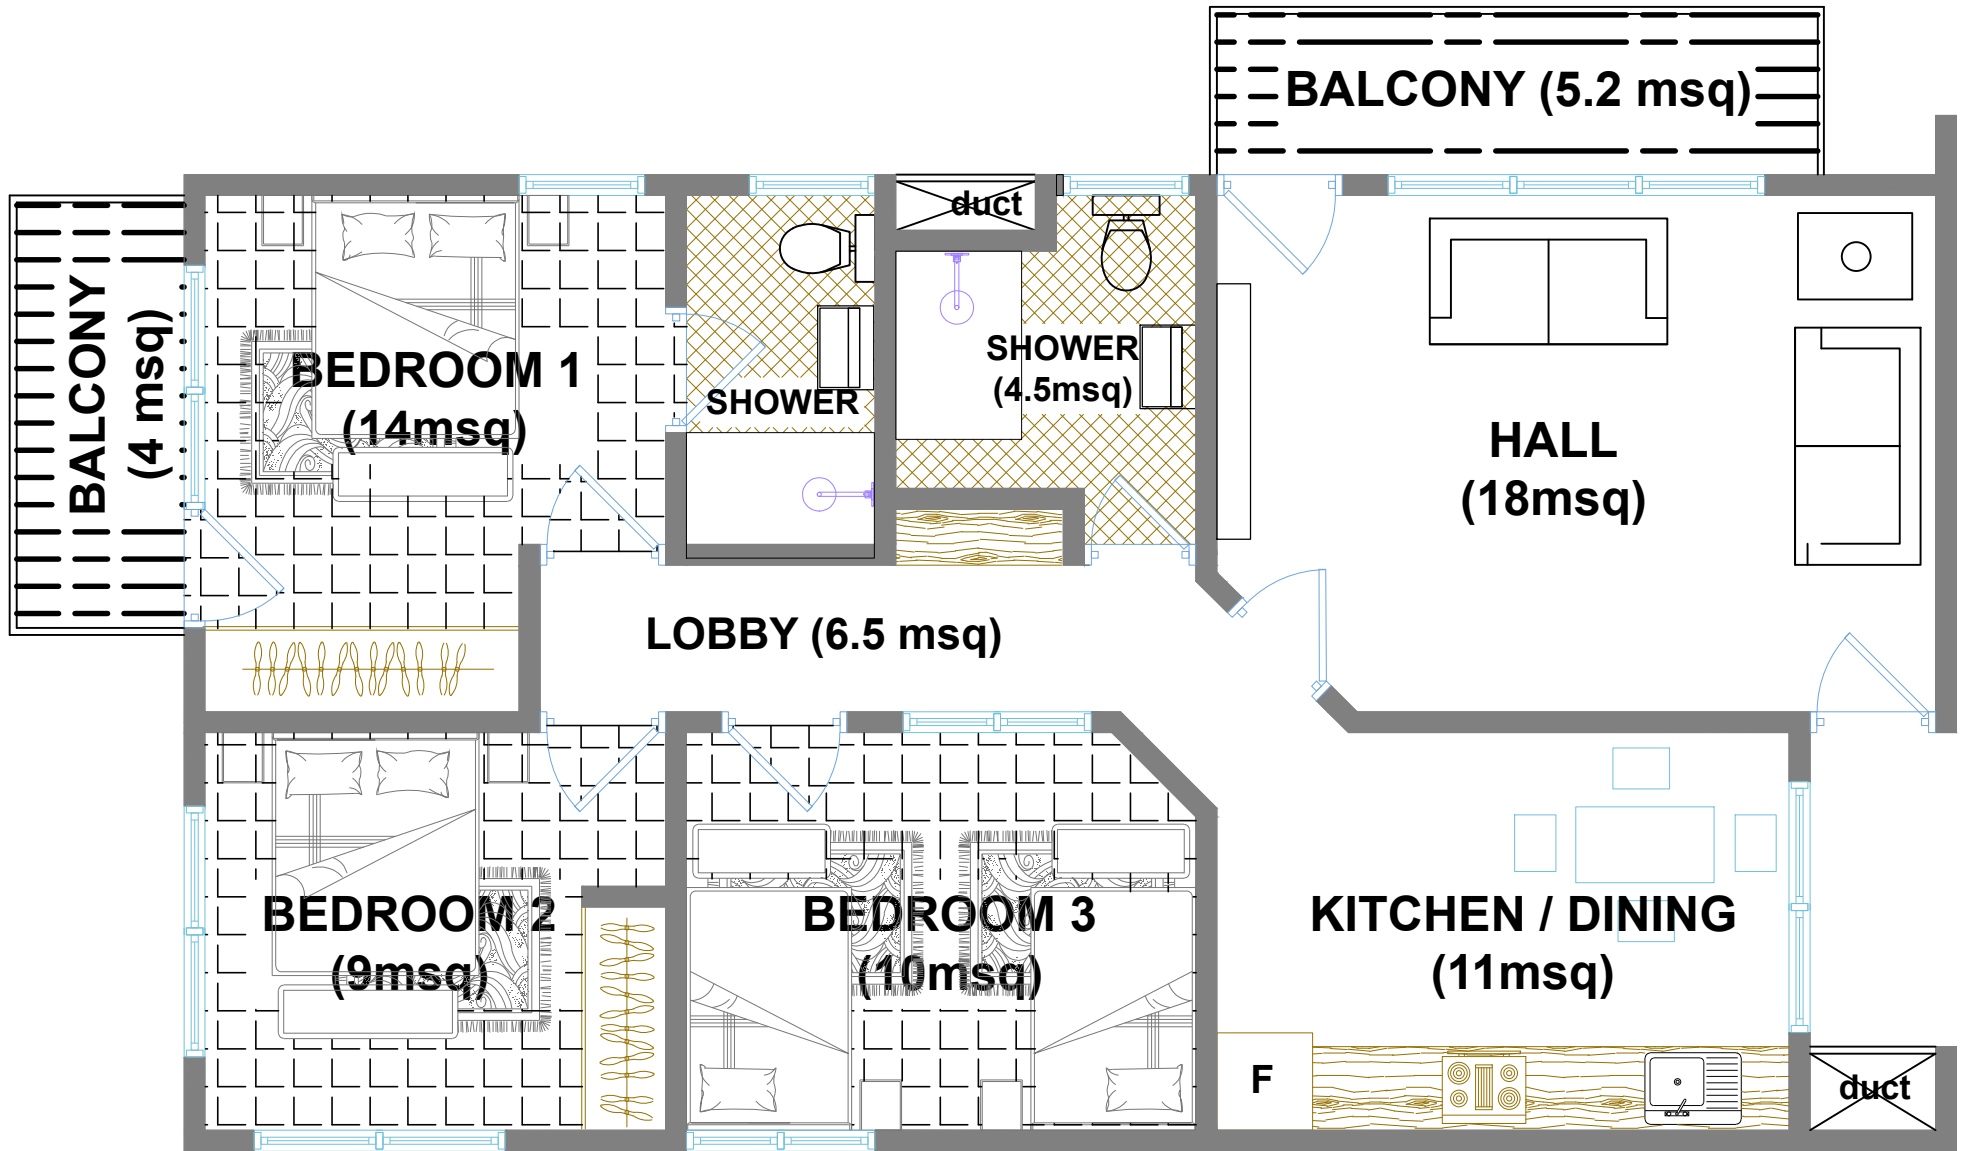 BALCONY (5.2 msq)
duct
BALCONY
(4 msq)
BEDROOM 1
(14msq)
SHOWER
SHOWER
(4.5msq)
HALL
(18msq)
LOBBY (6.5 msq)
BEDROOM 2
(9msq)
BEDROOM 3
(10msq)
KITCHEN / DINING
(11msq)
F
duct